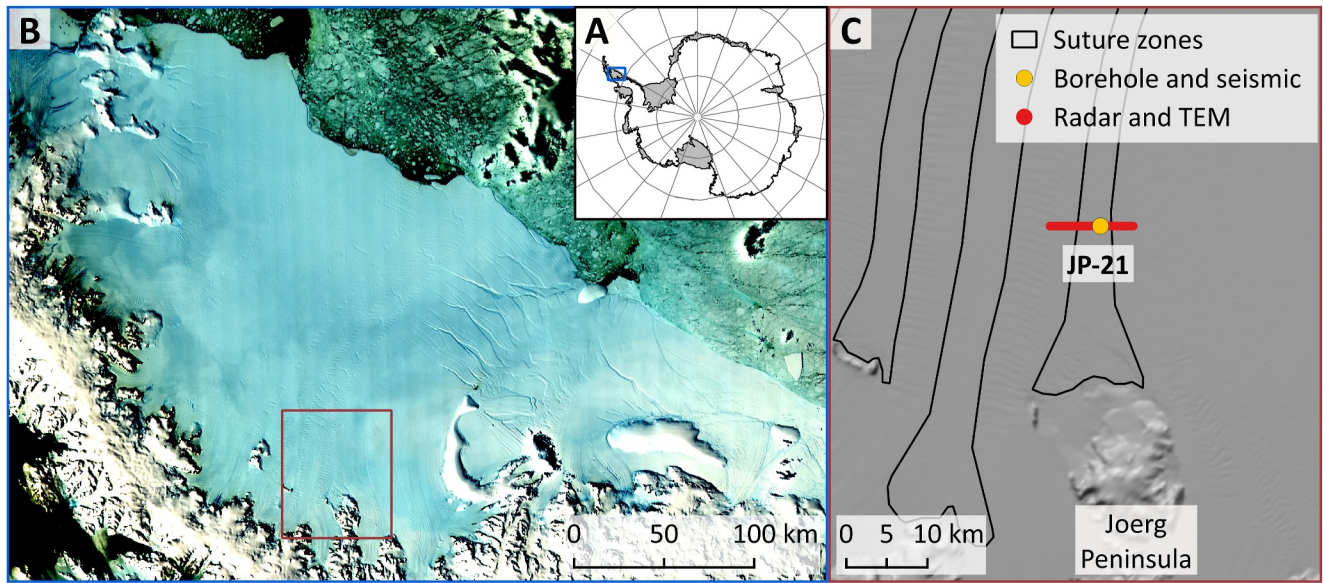 B
A
C
Suture zones
Borehole and seismic
Radar and TEM
JP-21
0 50 100 km
0 5 10 km
Joerg
Peninsula